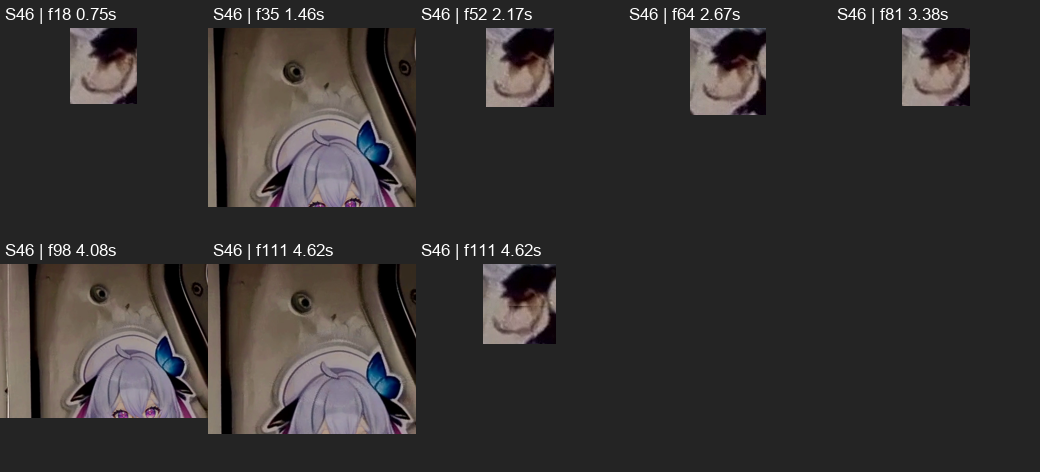 S46 | f18 0.75s
S46 | f35 1.46s
S46 | f52 2.17s
S46 | f64 2.67s
S46 | f81 3.38s
S46 | f98 4.08s
S46 | f111 4.62s
S46 | f111 4.62s